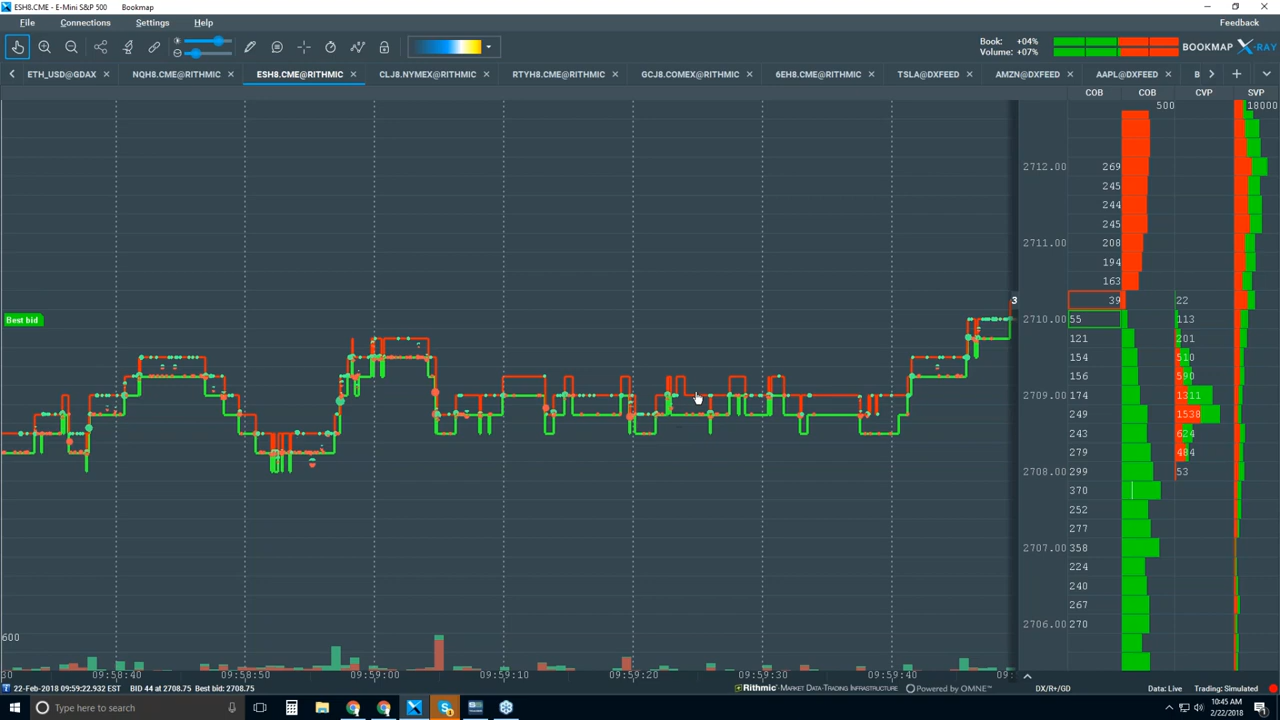 ESH8.CME - E-Mini S&P 500 Bookmap
File Connections Settings Help Feedback
Book: +04%
Volume: +07%
BOOKMAP X-RAY
ETH_USD@GDAX NQH8.CME@RITHMIC ESH8.CME@RITHMIC CLJ8.NYMEX@RITHMIC RTYH8.CME@RITHMIC GCJ8.COMEX@RITHMIC 6EH8.CME@RITHMIC TSLA@DXFEED AMZN@DXFEED AAPL@DXFEED B
COB COB CVP SVP
500 18000
2712.00 269
245
244
245
2711.00 208
194
163
3 39 22
Best bid 2710.00 55 113
121 201
154 510
156 590
2709.00 174 1311
249 1538
243 624
279 484
2708.00 299 53
370
252
277
2707.00 358
224
240
267
2706.00 270
600
30 09:58:40 09:58:50 09:59:00 09:59:10 09:59:20 09:59:30 09:59:40 09:
22-Feb-2018 09:59:22.932 EST BID 44 at 2708.75 Best bid: 2708.75 Rithmic - MARKET DATA-TRADING INFRASTRUCTURE Powered by OMNE™ DX/R+/GD Data: Live Trading: Simulated
Type here to search 10:45 AM
2/22/2018